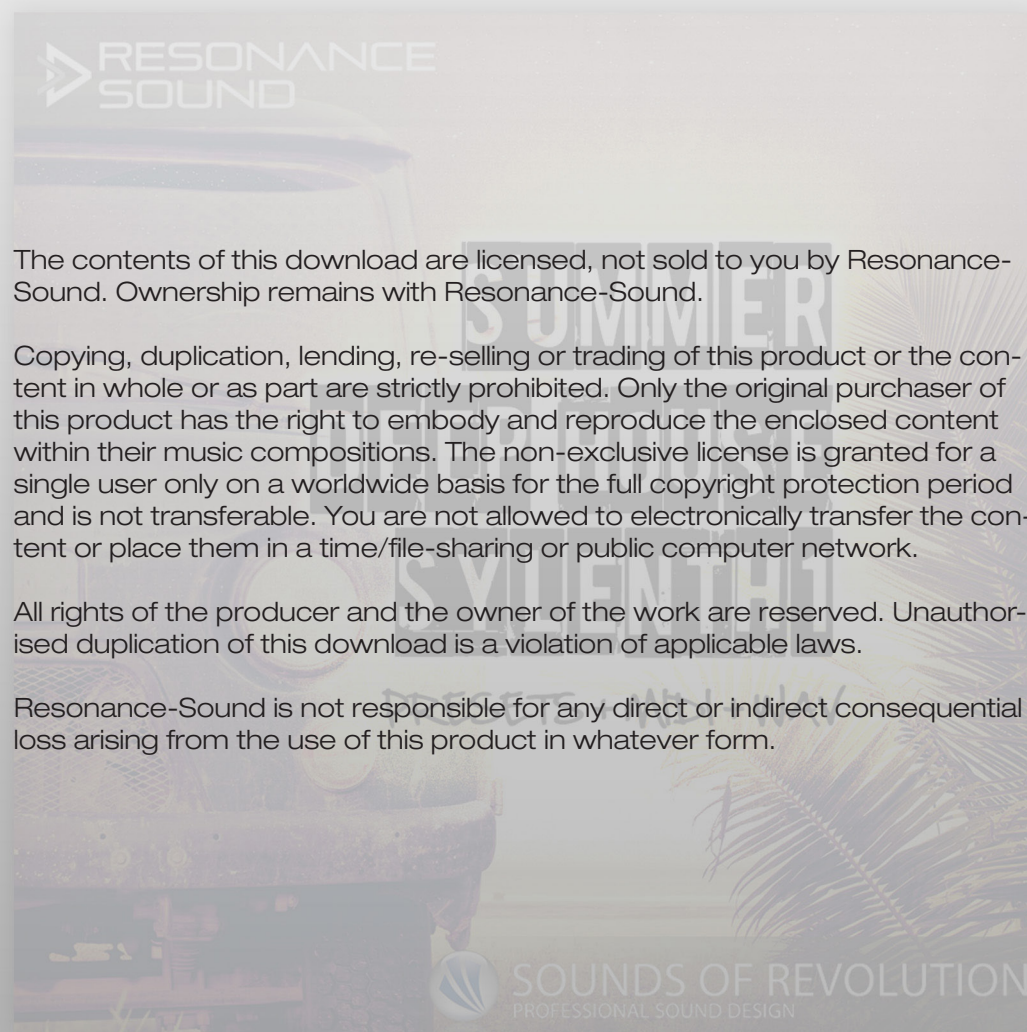 RESONANCE
SOUND
The contents of this download are licensed, not sold to you by Resonance-
Sound. Ownership remains with Resonance-Sound.
Copying, duplication, lending, re-selling or trading of this product or the con-
tent in whole or as part are strictly prohibited. Only the original purchaser of
this product has the right to embody and reproduce the enclosed content
within their music compositions. The non-exclusive license is granted for a
single user only on a worldwide basis for the full copyright protection period
and is not transferable. You are not allowed to electronically transfer the con-
tent or place them in a time/file-sharing or public computer network.
All rights of the producer and the owner of the work are reserved. Unauthor-
ised duplication of this download is a violation of applicable laws.
Resonance-Sound is not responsible for any direct or indirect consequential
loss arising from the use of this product in whatever form.
SUMMER
DEEP HOUSE
SYLENTH1
PRESETS + MIDI + WAV
SOUNDS OF REVOLUTION
PROFESSIONAL SOUND DESIGN